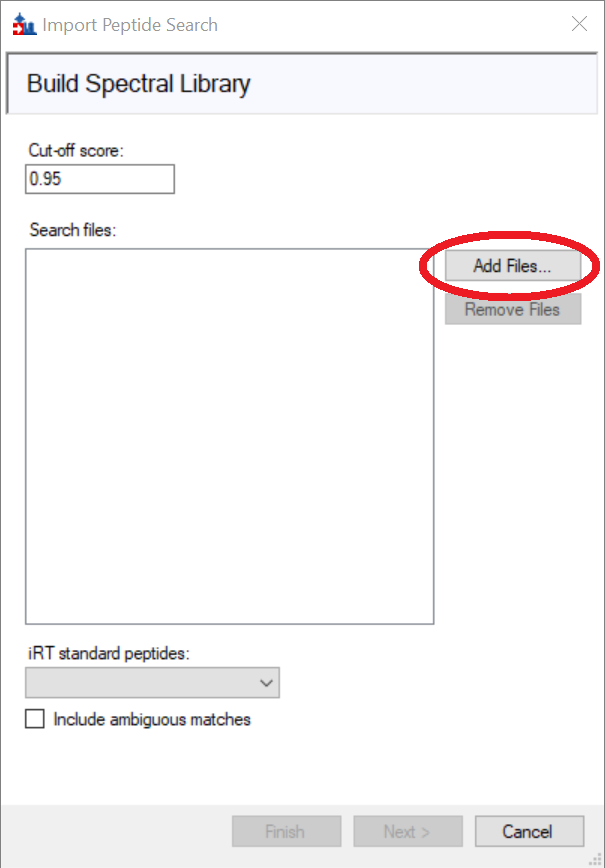 Import Peptide Search
Build Spectral Library
Cut-off score:
0.95
Search files:
Add Files...
Remove Files
iRT standard peptides:
Include ambiguous matches
Finish
Next >
Cancel